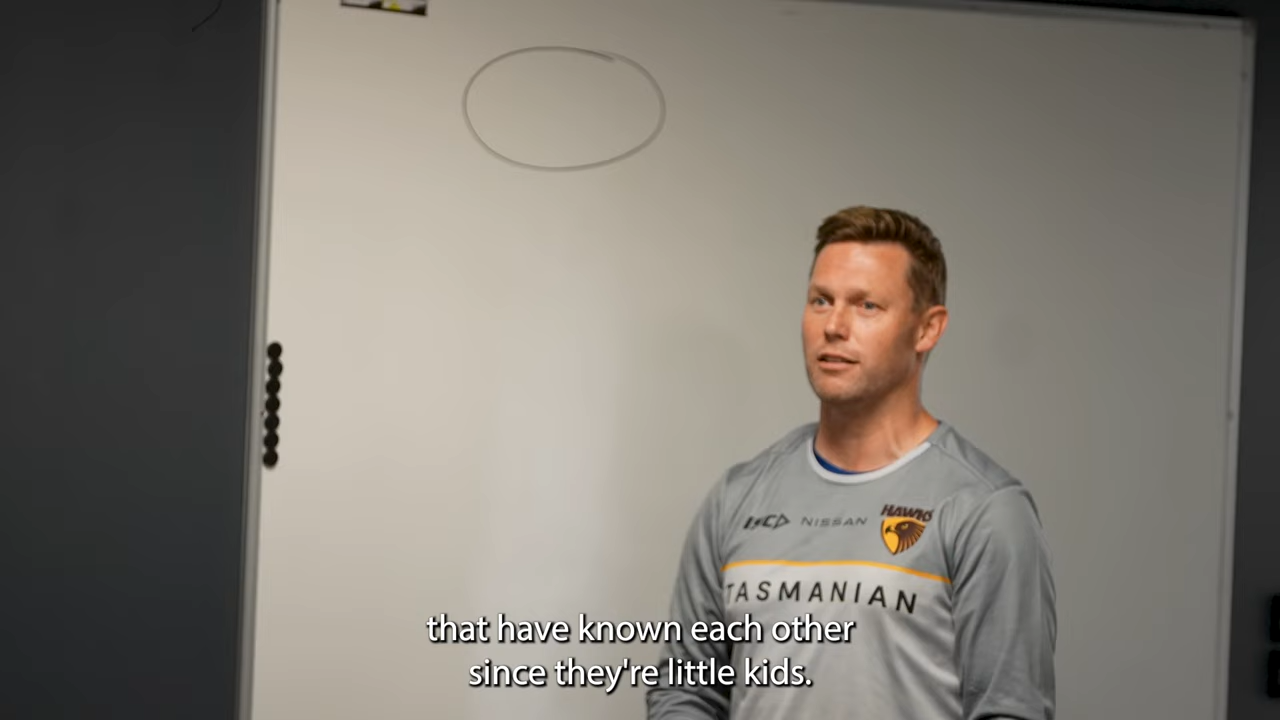 ISC NISSAN HAWKS
TASMANIAN
that have known each other
since they're little kids.